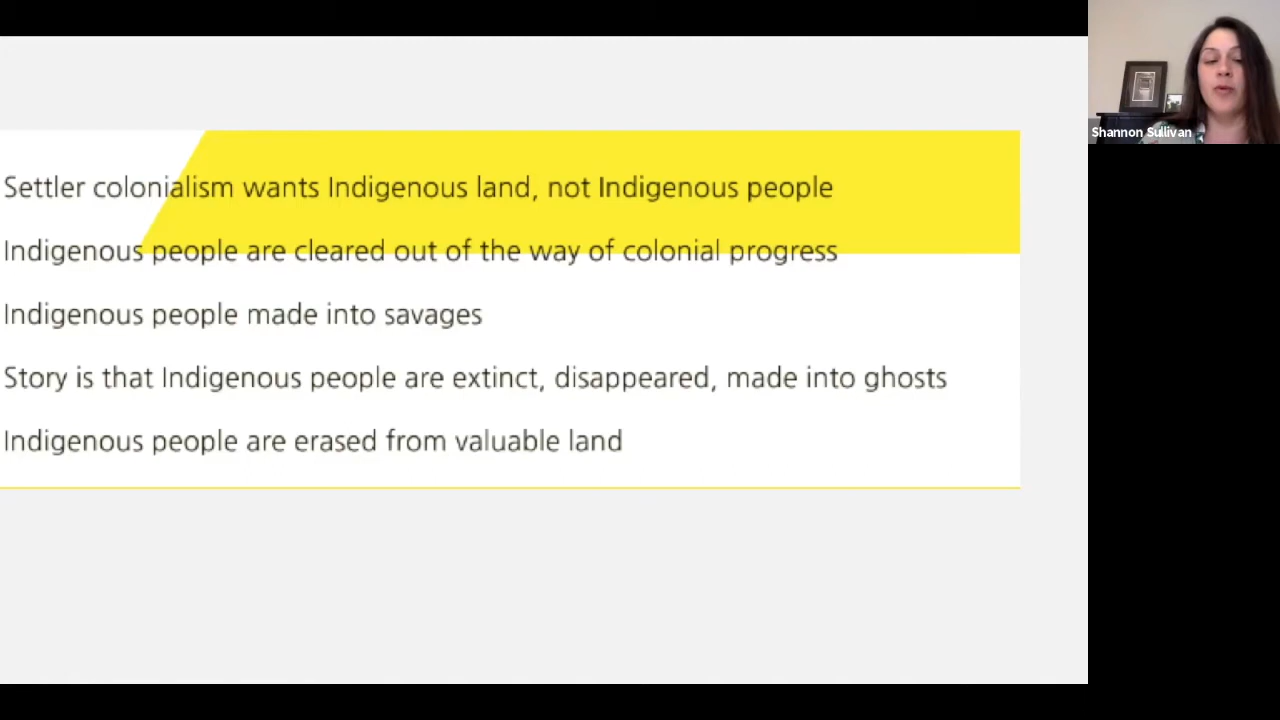 Settler colonialism wants Indigenous land, not Indigenous people
Indigenous people are cleared out of the way of colonial progress
Indigenous people made into savages
Story is that Indigenous people are extinct, disappeared, made into ghosts
Indigenous people are erased from valuable land
Shannon Sullivan